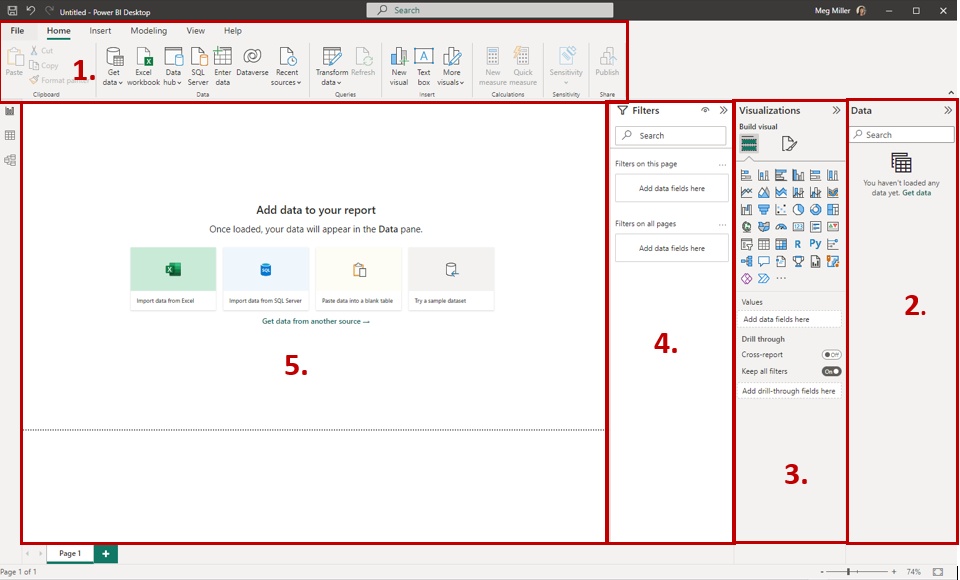 Untitled - Power BI Desktop
Search
Meg Miller
File Home Insert Modeling View Help
1.
Paste
Cut
Copy
Format painter
Clipboard
Get data
Excel workbook
Data hub
SQL Server
Enter data
Dataverse
Recent sources
Data
Transform data
Refresh
Queries
New visual
Text box
More visuals
Insert
New measure
Quick measure
Calculations
Sensitivity
Sensitivity
Publish
Share
Add data to your report
Once loaded, your data will appear in the Data pane.
Import data from Excel
SQL
Import data from SQL Server
Paste data into a blank table
Try a sample dataset
Get data from another source →
5.
Filters
Search
Filters on this page ...
Add data fields here
Filters on all pages ...
Add data fields here
4.
Visualizations
Build visual
123
R Py
...
Values
Add data fields here
Drill through
Cross-report Off
Keep all filters On
Add drill-through fields here
3.
Data
Search
You haven't loaded any
data yet. Get data
2.
Page 1 +
Page 1 of 1
- + 74%